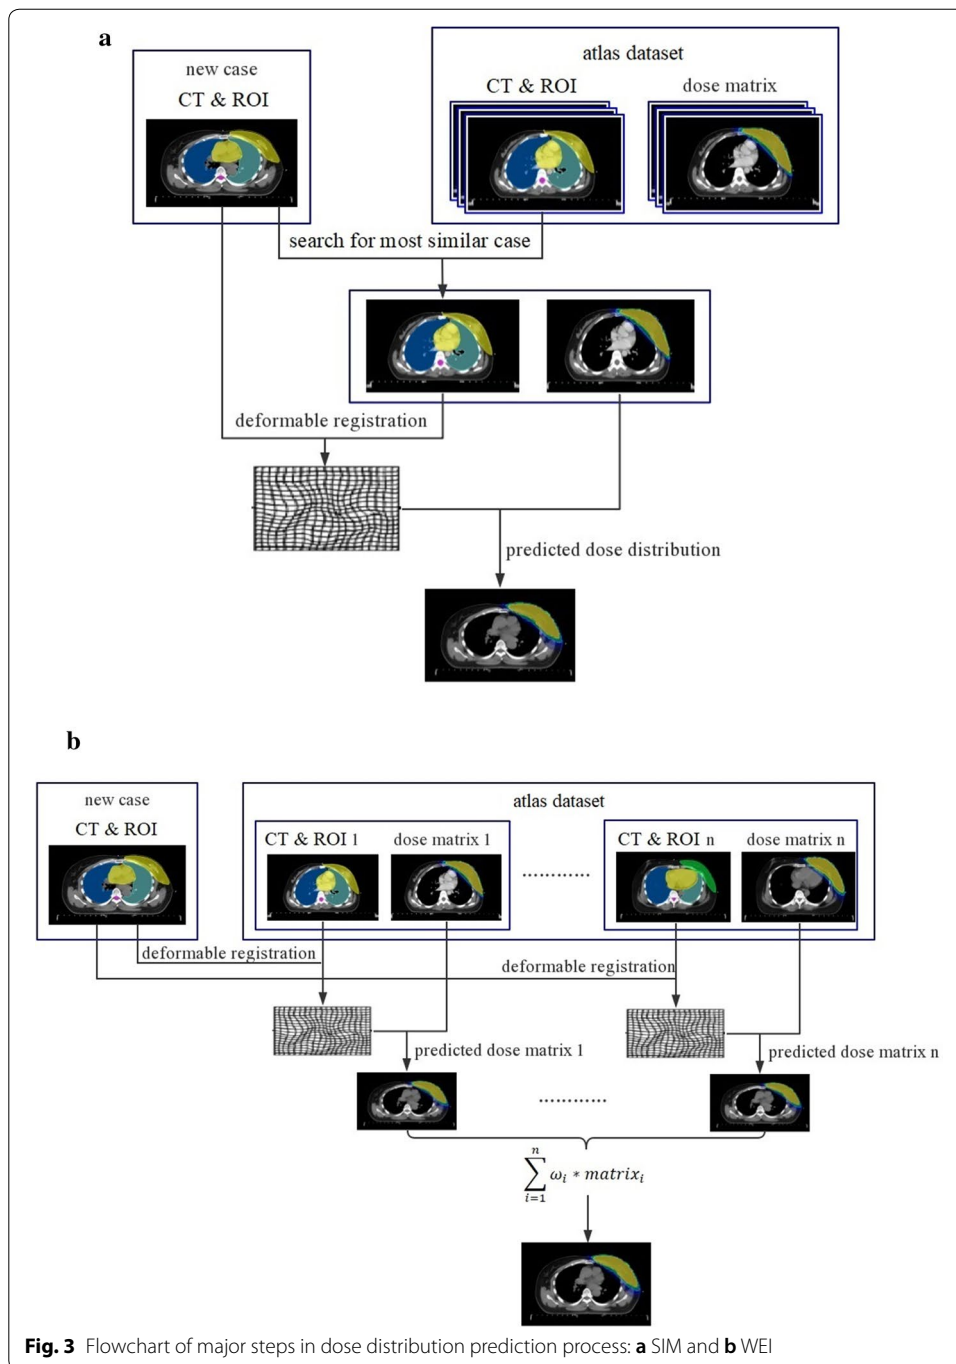 a
new case
CT & ROI
atlas dataset
CT & ROI
dose matrix
search for most similar case
deformable registration
predicted dose distribution
b
new case
CT & ROI
atlas dataset
CT & ROI 1
dose matrix 1
............
CT & ROI n
dose matrix n
deformable registration
deformable registration
predicted dose matrix 1
predicted dose matrix n
............
n
∑ ωᵢ * matrixᵢ
i=1
Fig. 3 Flowchart of major steps in dose distribution prediction process: a SIM and b WEI